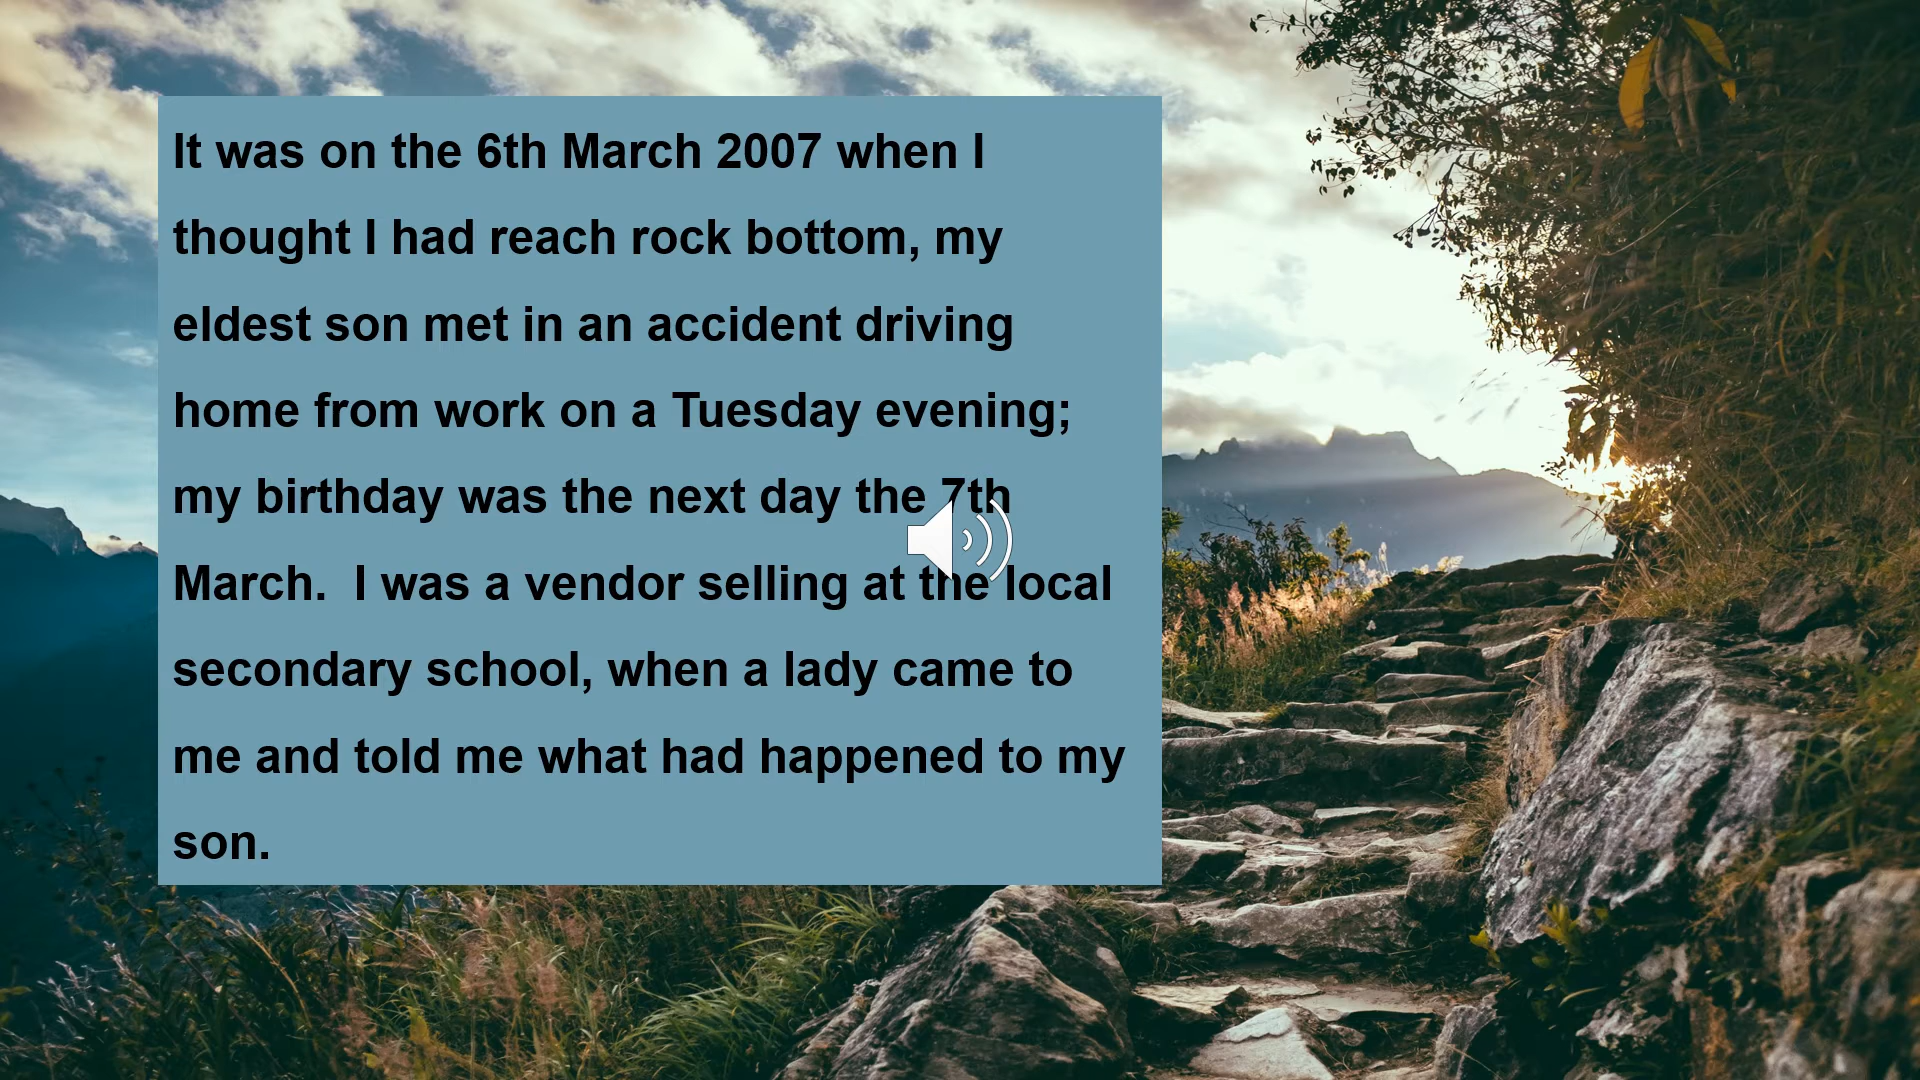 It was on the 6th March 2007 when I
thought I had reach rock bottom, my
eldest son met in an accident driving
home from work on a Tuesday evening;
my birthday was the next day the 7th
March.  I was a vendor selling at the local
secondary school, when a lady came to
me and told me what had happened to my
son.